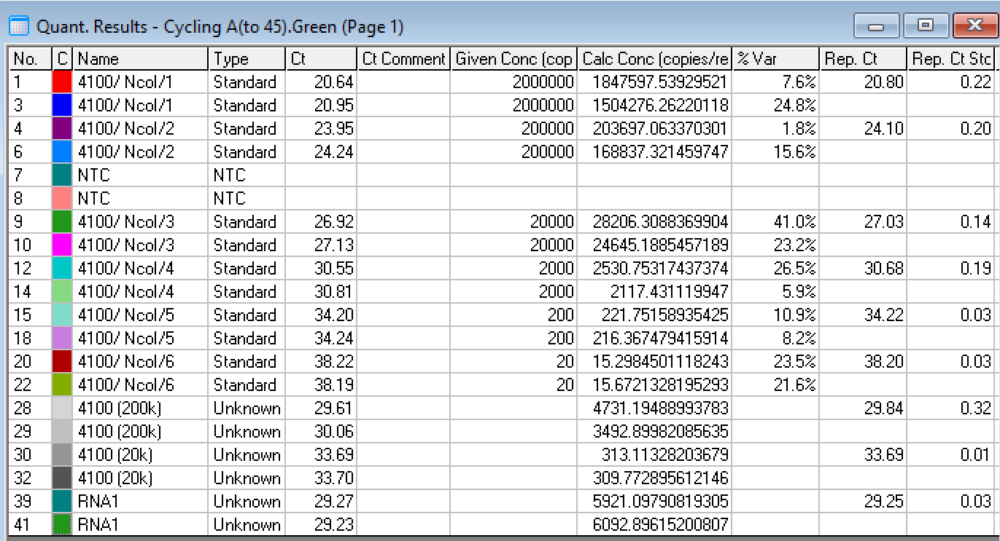 Quant. Results - Cycling A(to 45).Green (Page 1)
No. C Name Type Ct Ct Comment Given Conc (cop Calc Conc (copies/re % Var Rep. Ct Rep. Ct Stc
1 4100/ NcoI/1 Standard 20.64 2000000 1847597.53929521 7.6% 20.80 0.22
3 4100/ NcoI/1 Standard 20.95 2000000 1504276.26220118 24.8%
4 4100/ NcoI/2 Standard 23.95 200000 203697.063370301 1.8% 24.10 0.20
6 4100/ NcoI/2 Standard 24.24 200000 168837.321459747 15.6%
7 NTC NTC
8 NTC NTC
9 4100/ NcoI/3 Standard 26.92 20000 28206.3088369904 41.0% 27.03 0.14
10 4100/ NcoI/3 Standard 27.13 20000 24645.1885457189 23.2%
12 4100/ NcoI/4 Standard 30.55 2000 2530.75317437374 26.5% 30.68 0.19
14 4100/ NcoI/4 Standard 30.81 2000 2117.431119947 5.9%
15 4100/ NcoI/5 Standard 34.20 200 221.75158935425 10.9% 34.22 0.03
18 4100/ NcoI/5 Standard 34.24 200 216.367479415914 8.2%
20 4100/ NcoI/6 Standard 38.22 20 15.2984501118243 23.5% 38.20 0.03
22 4100/ NcoI/6 Standard 38.19 20 15.6721328195293 21.6%
28 4100 (200k) Unknown 29.61 4731.19488993783 29.84 0.32
29 4100 (200k) Unknown 30.06 3492.89982085635
30 4100 (20k) Unknown 33.69 313.11328203679 33.69 0.01
32 4100 (20k) Unknown 33.70 309.772895612146
39 RNA1 Unknown 29.27 5921.09790819305 29.25 0.03
41 RNA1 Unknown 29.23 6092.89615200807